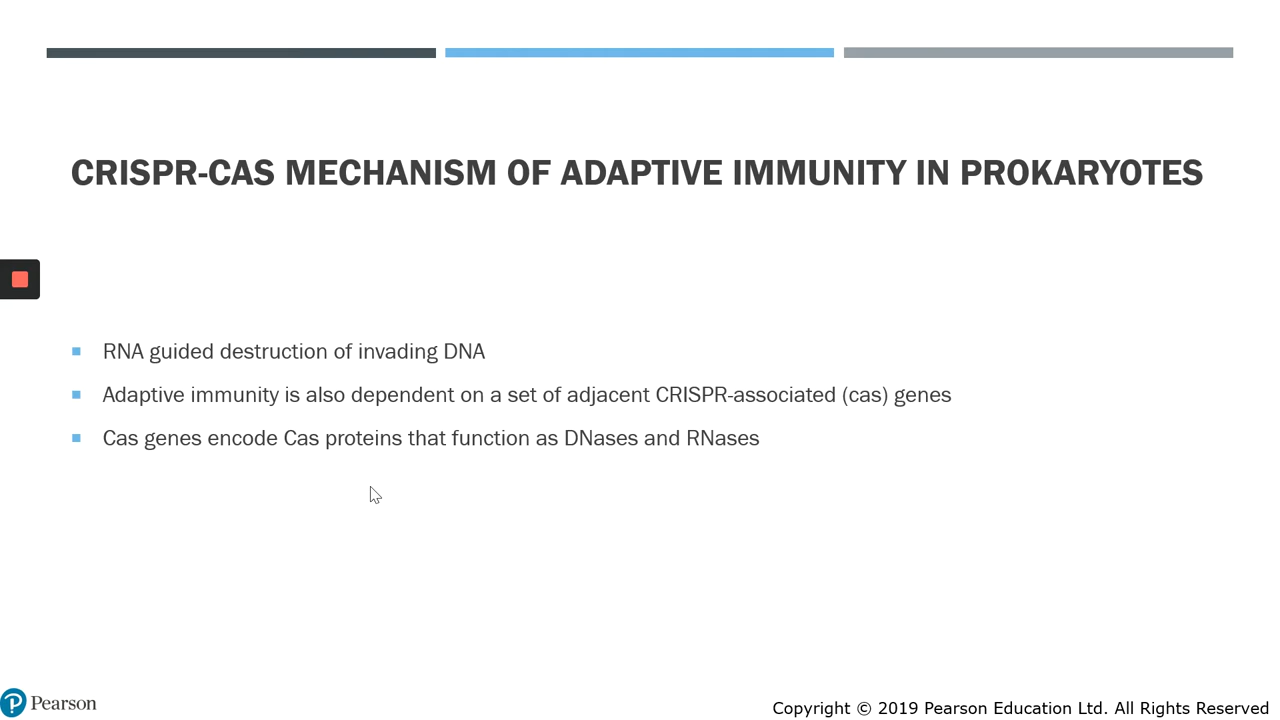 CRISPR-CAS MECHANISM OF ADAPTIVE IMMUNITY IN PROKARYOTES
RNA guided destruction of invading DNA
Adaptive immunity is also dependent on a set of adjacent CRISPR-associated (cas) genes
Cas genes encode Cas proteins that function as DNases and RNases
Pearson
Copyright © 2019 Pearson Education Ltd. All Rights Reserved